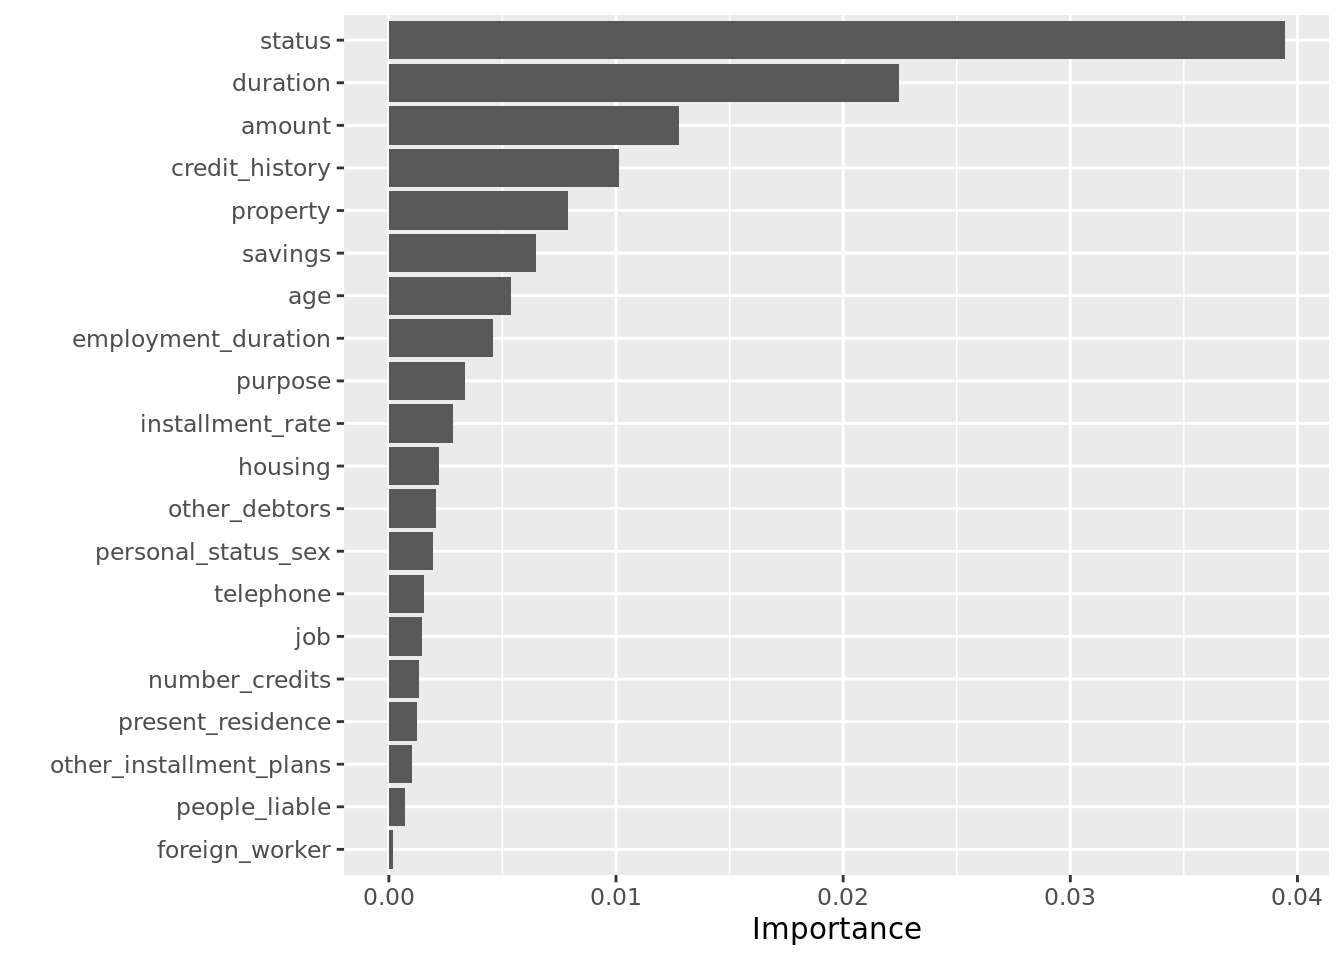 status
duration
amount
credit_history
property
savings
age
employment_duration
purpose
installment_rate
housing
other_debtors
personal_status_sex
telephone
job
number_credits
present_residence
other_installment_plans
people_liable
foreign_worker
0.00 0.01 0.02 0.03 0.04
Importance